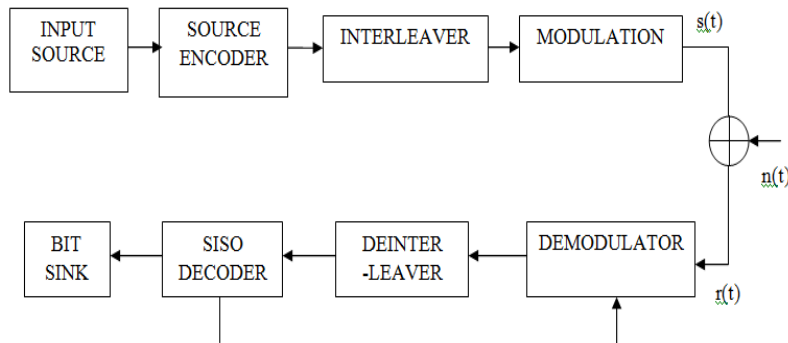 INPUT
SOURCE
SOURCE
ENCODER
INTERLEAVER
MODULATION
s(t)
n(t)
BIT
SINK
SISO
DECODER
DEINTER
-LEAVER
DEMODULATOR
r(t)